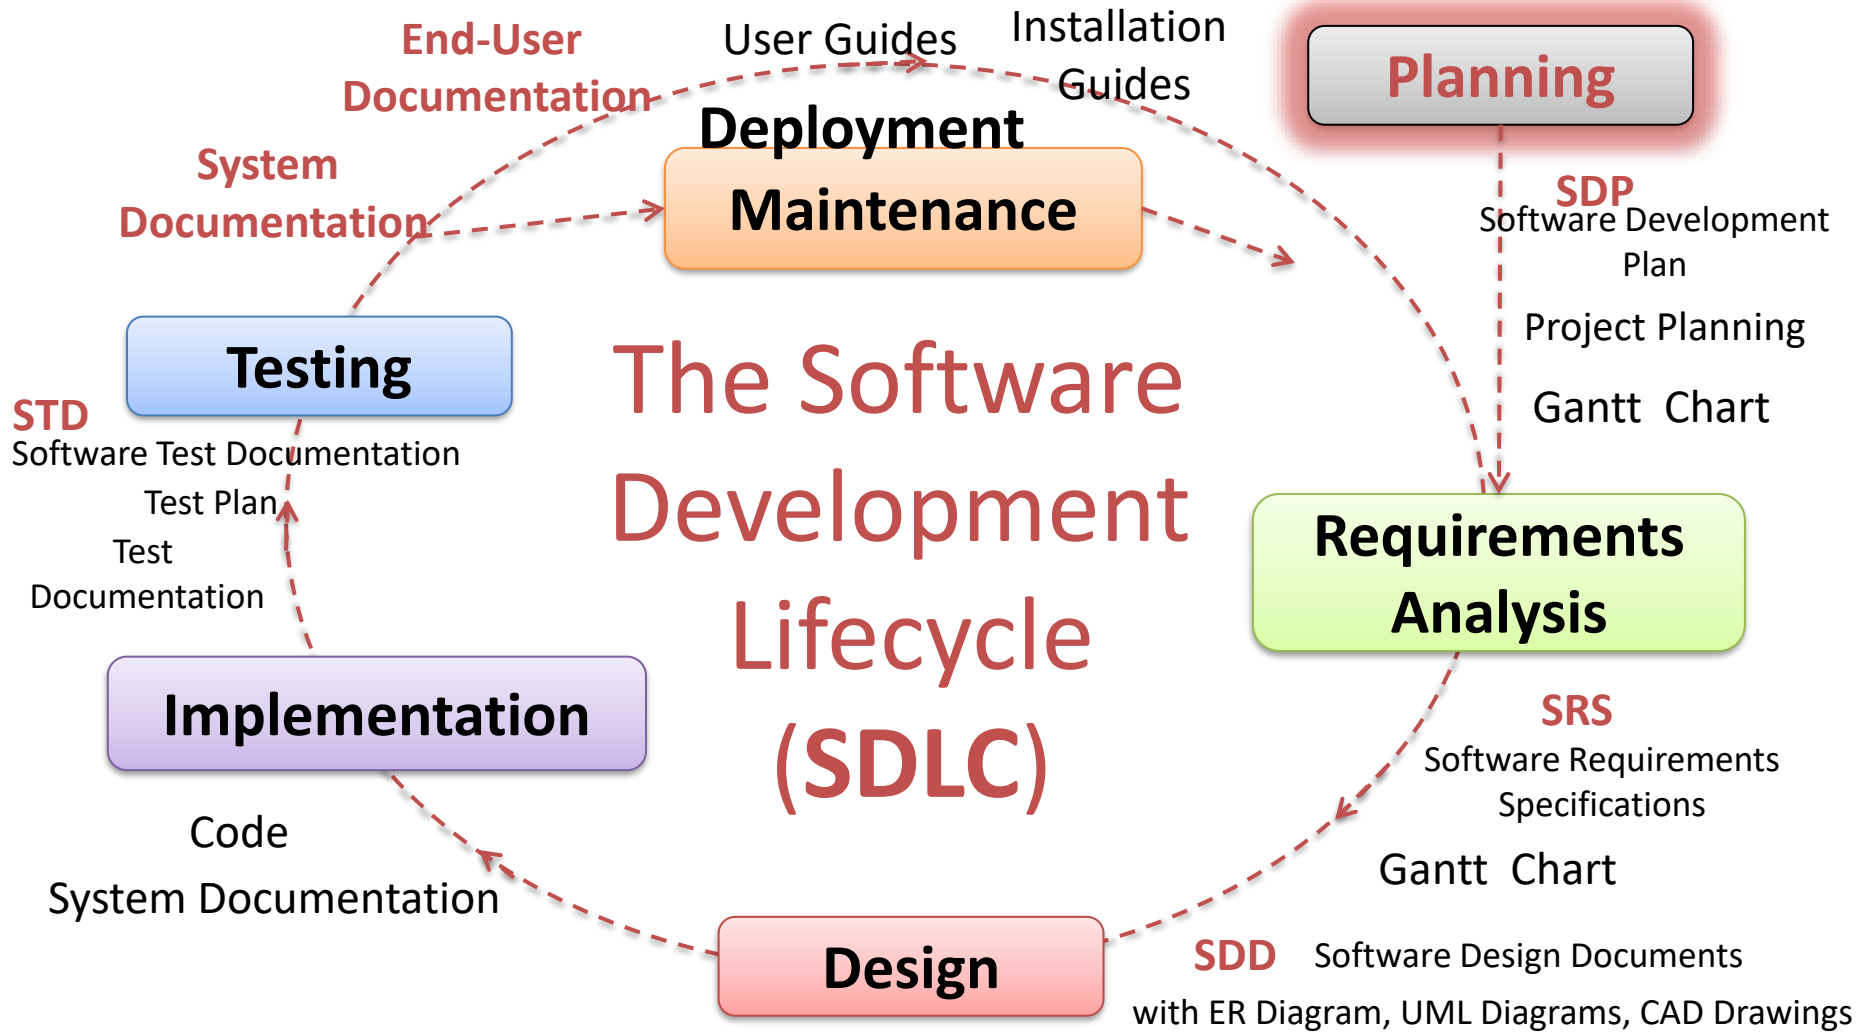 End-User
Documentation
User Guides
Installation
Guides
Planning
Deployment
Maintenance
System
Documentation
SDP
Software Development
Plan
Project Planning
Gantt  Chart
Testing
STD
Software Test Documentation
Test Plan
Test
Documentation
The Software
Development
Lifecycle
(SDLC)
Requirements
Analysis
Implementation
SRS
Software Requirements
Specifications
Gantt  Chart
Code
System Documentation
Design
SDD Software Design Documents
with ER Diagram, UML Diagrams, CAD Drawings